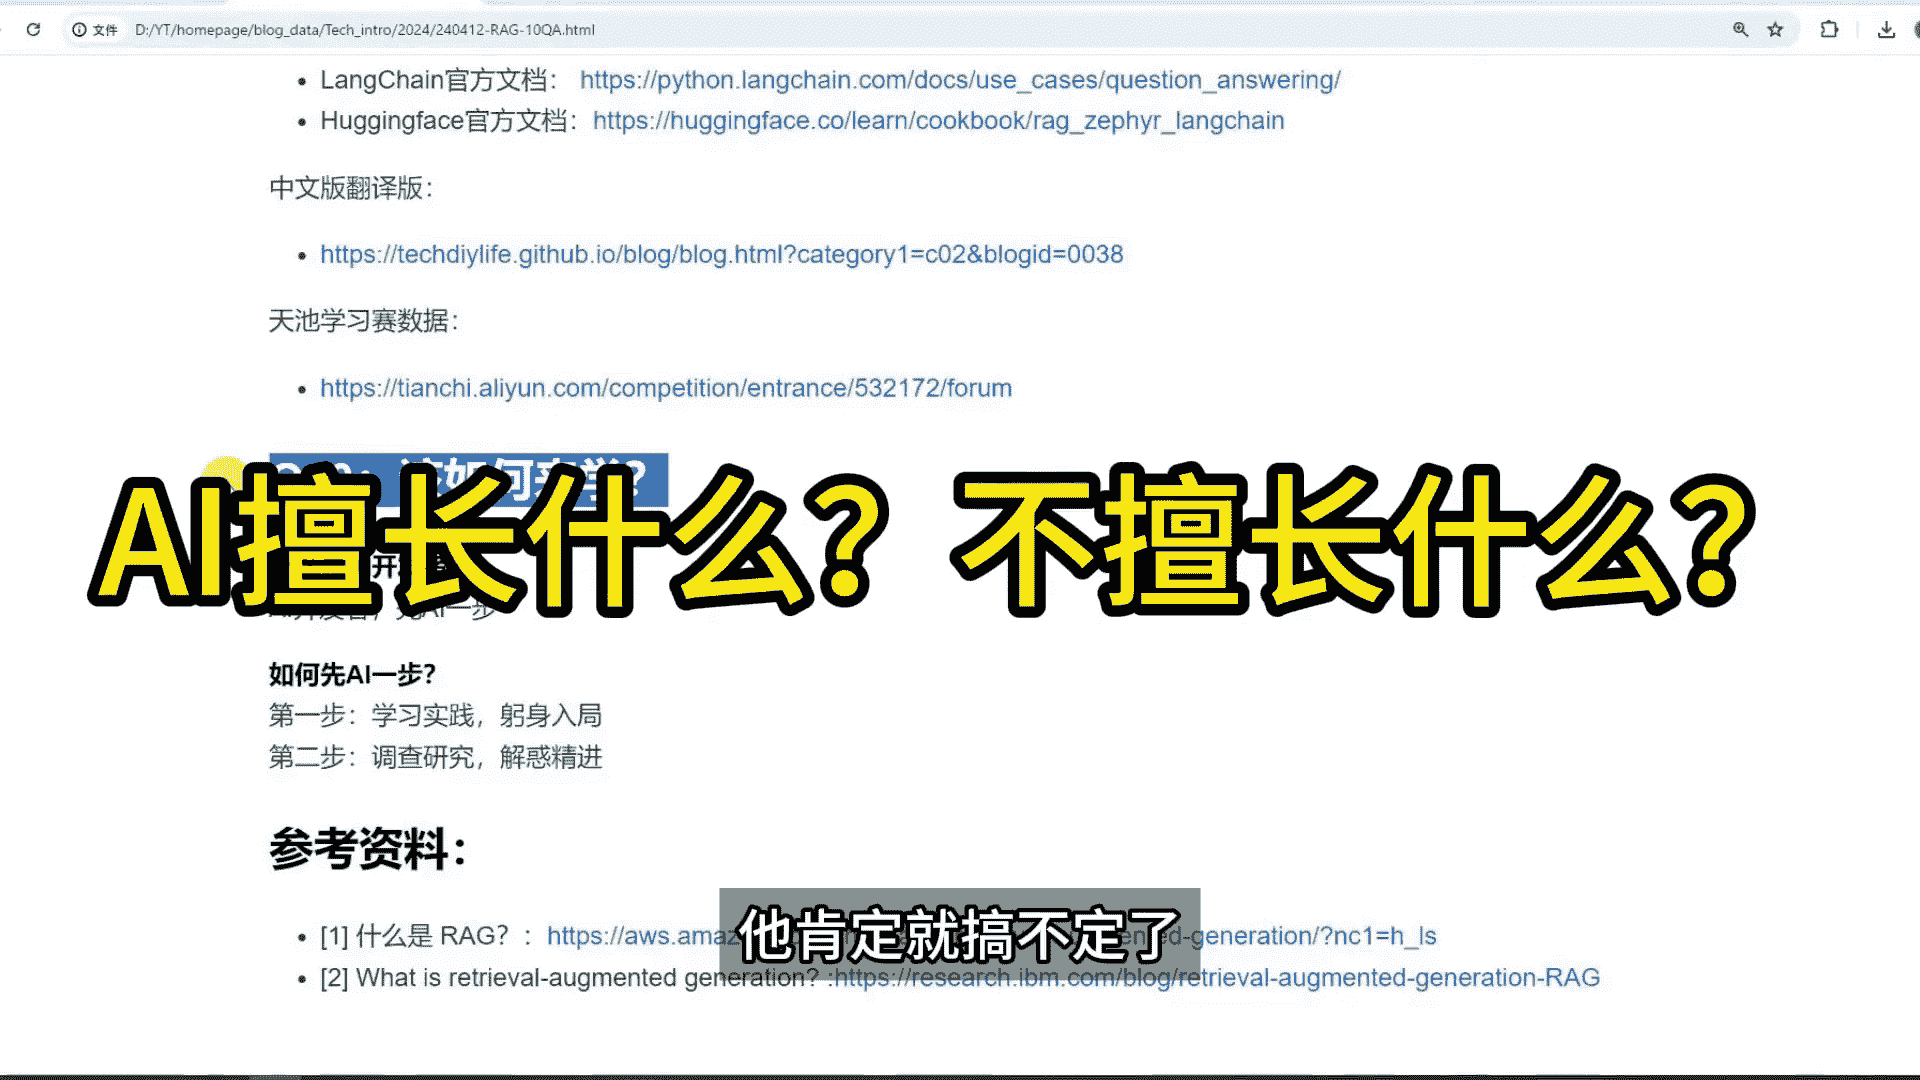 文件 D:/YT/homepage/blog_data/Tech_intro/2024/240412-RAG-10QA.html
LangChain官方文档： https://python.langchain.com/docs/use_cases/question_answering/
Huggingface官方文档：https://huggingface.co/learn/cookbook/rag_zephyr_langchain
中文版翻译版：
https://techdiylife.github.io/blog/blog.html?category1=c02&blogid=0038
天池学习赛数据：
https://tianchi.aliyun.com/competition/entrance/532172/forum
如何来学？
AI擅长什么？不擅长什么？
如何先AI一步？
第一步：学习实践，躬身入局
第二步：调查研究，解惑精进
参考资料：
[1] 什么是 RAG？： https://aws.amaz
ed-generation/?nc1=h_ls
他肯定就搞不定了
[2] What is retrieval-augmented generation? :https://research.ibm.com/blog/retrieval-augmented-generation-RAG